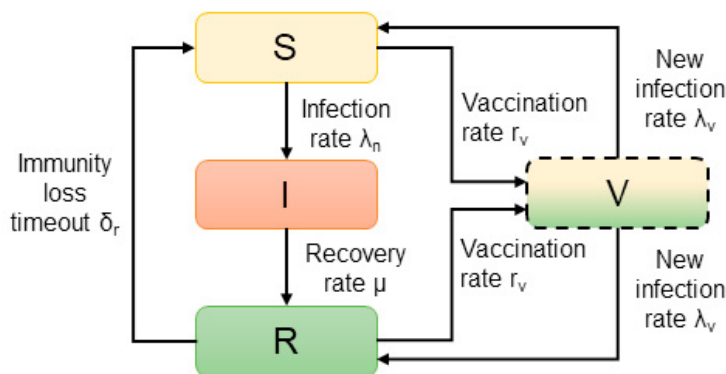 S
Infection
rate λn
I
Recovery
rate μ
R
Immunity
loss
timeout δr
Vaccination
rate rv
Vaccination
rate rv
V
New
infection
rate λv
New
infection
rate λv